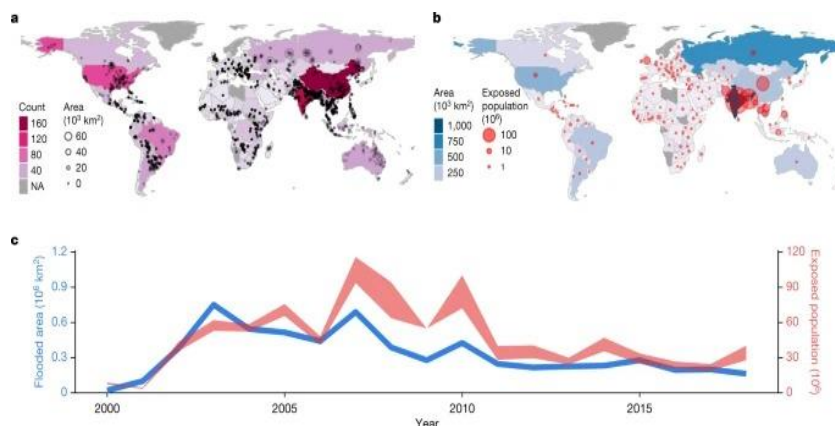 a
Count
160
120
80
40
NA
Area
(10³ km²)
60
40
20
0
b
Area
(10³ km²)
1,000
750
500
250
Exposed
population
(10⁶)
100
10
1
c
Flooded area (10⁶ km²)
1.2
0.9
0.6
0.3
0
2000
2005
2010
2015
Year
120
90
60
30
0
Exposed population
(10⁶)